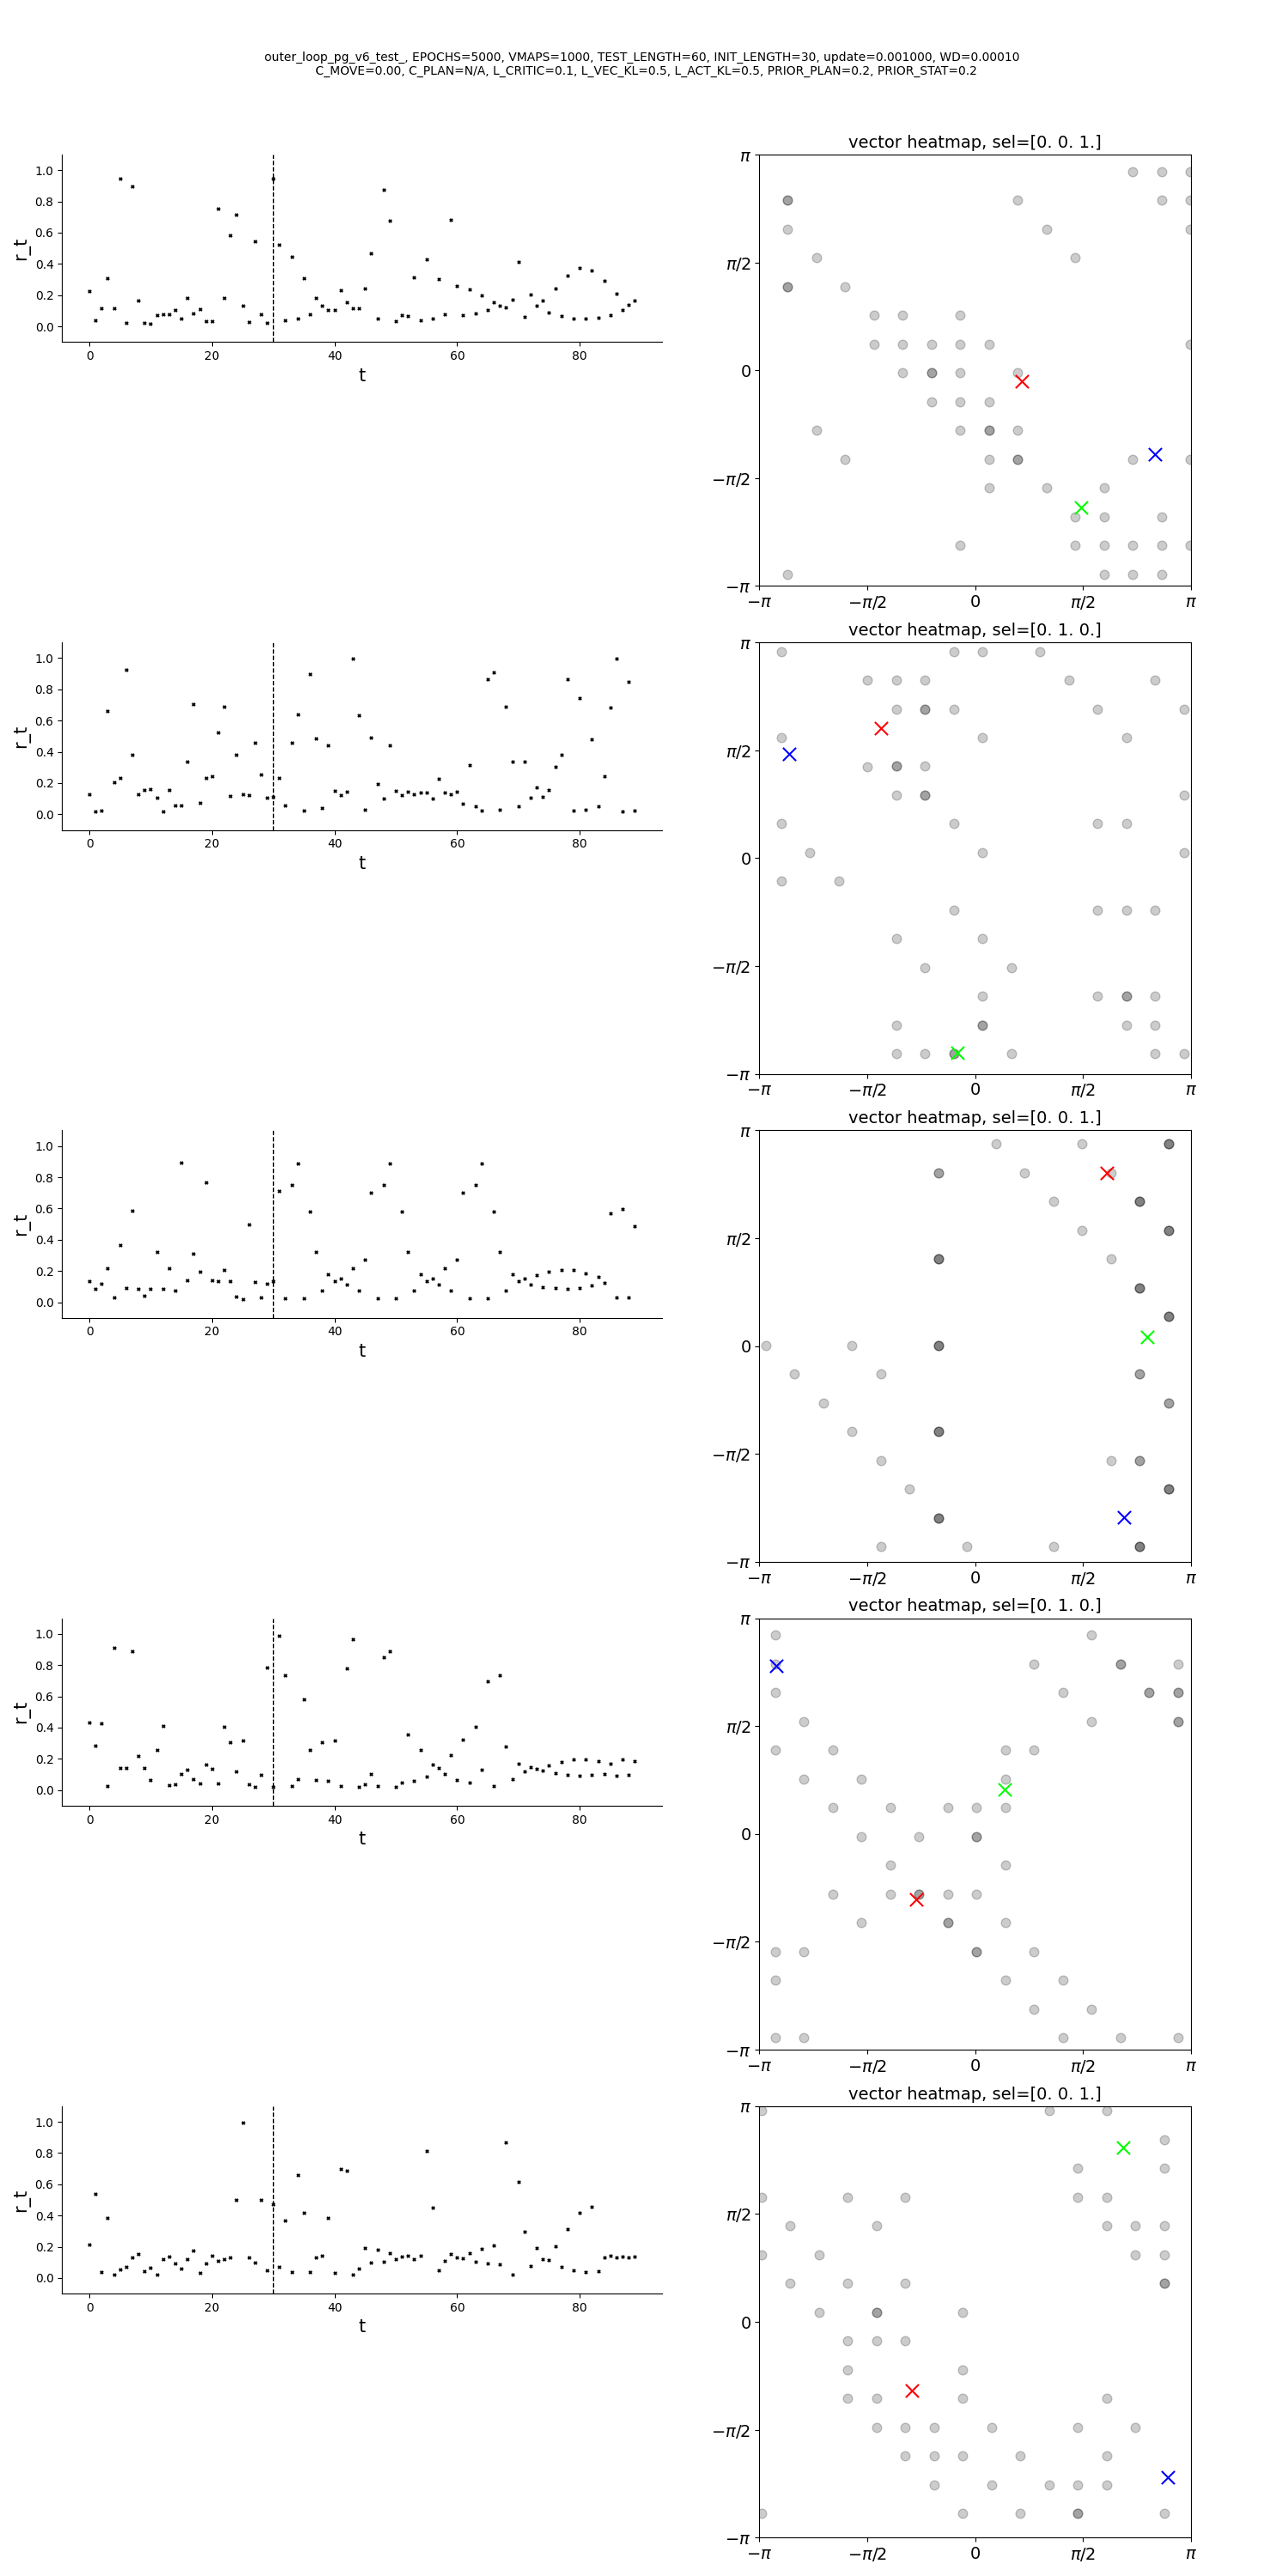 outer_loop_pg_v6_test_, EPOCHS=5000, VMAPS=1000, TEST_LENGTH=60, INIT_LENGTH=30, update=0.001000, WD=0.00010
C_MOVE=0.00, C_PLAN=N/A, L_CRITIC=0.1, L_VEC_KL=0.5, L_ACT_KL=0.5, PRIOR_PLAN=0.2, PRIOR_STAT=0.2
1.0
0.8
0.6
0.4
0.2
0.0
r_t
0 20 40 60 80
t
vector heatmap, sel=[0. 0. 1.]
π
π/2
0
−π/2
−π
−π −π/2 0 π/2 π
1.0
0.8
0.6
0.4
0.2
0.0
r_t
0 20 40 60 80
t
vector heatmap, sel=[0. 1. 0.]
π
π/2
0
−π/2
−π
−π −π/2 0 π/2 π
1.0
0.8
0.6
0.4
0.2
0.0
r_t
0 20 40 60 80
t
vector heatmap, sel=[0. 0. 1.]
π
π/2
0
−π/2
−π
−π −π/2 0 π/2 π
1.0
0.8
0.6
0.4
0.2
0.0
r_t
0 20 40 60 80
t
vector heatmap, sel=[0. 1. 0.]
π
π/2
0
−π/2
−π
−π −π/2 0 π/2 π
1.0
0.8
0.6
0.4
0.2
0.0
r_t
0 20 40 60 80
t
vector heatmap, sel=[0. 0. 1.]
π
π/2
0
−π/2
−π
−π −π/2 0 π/2 π